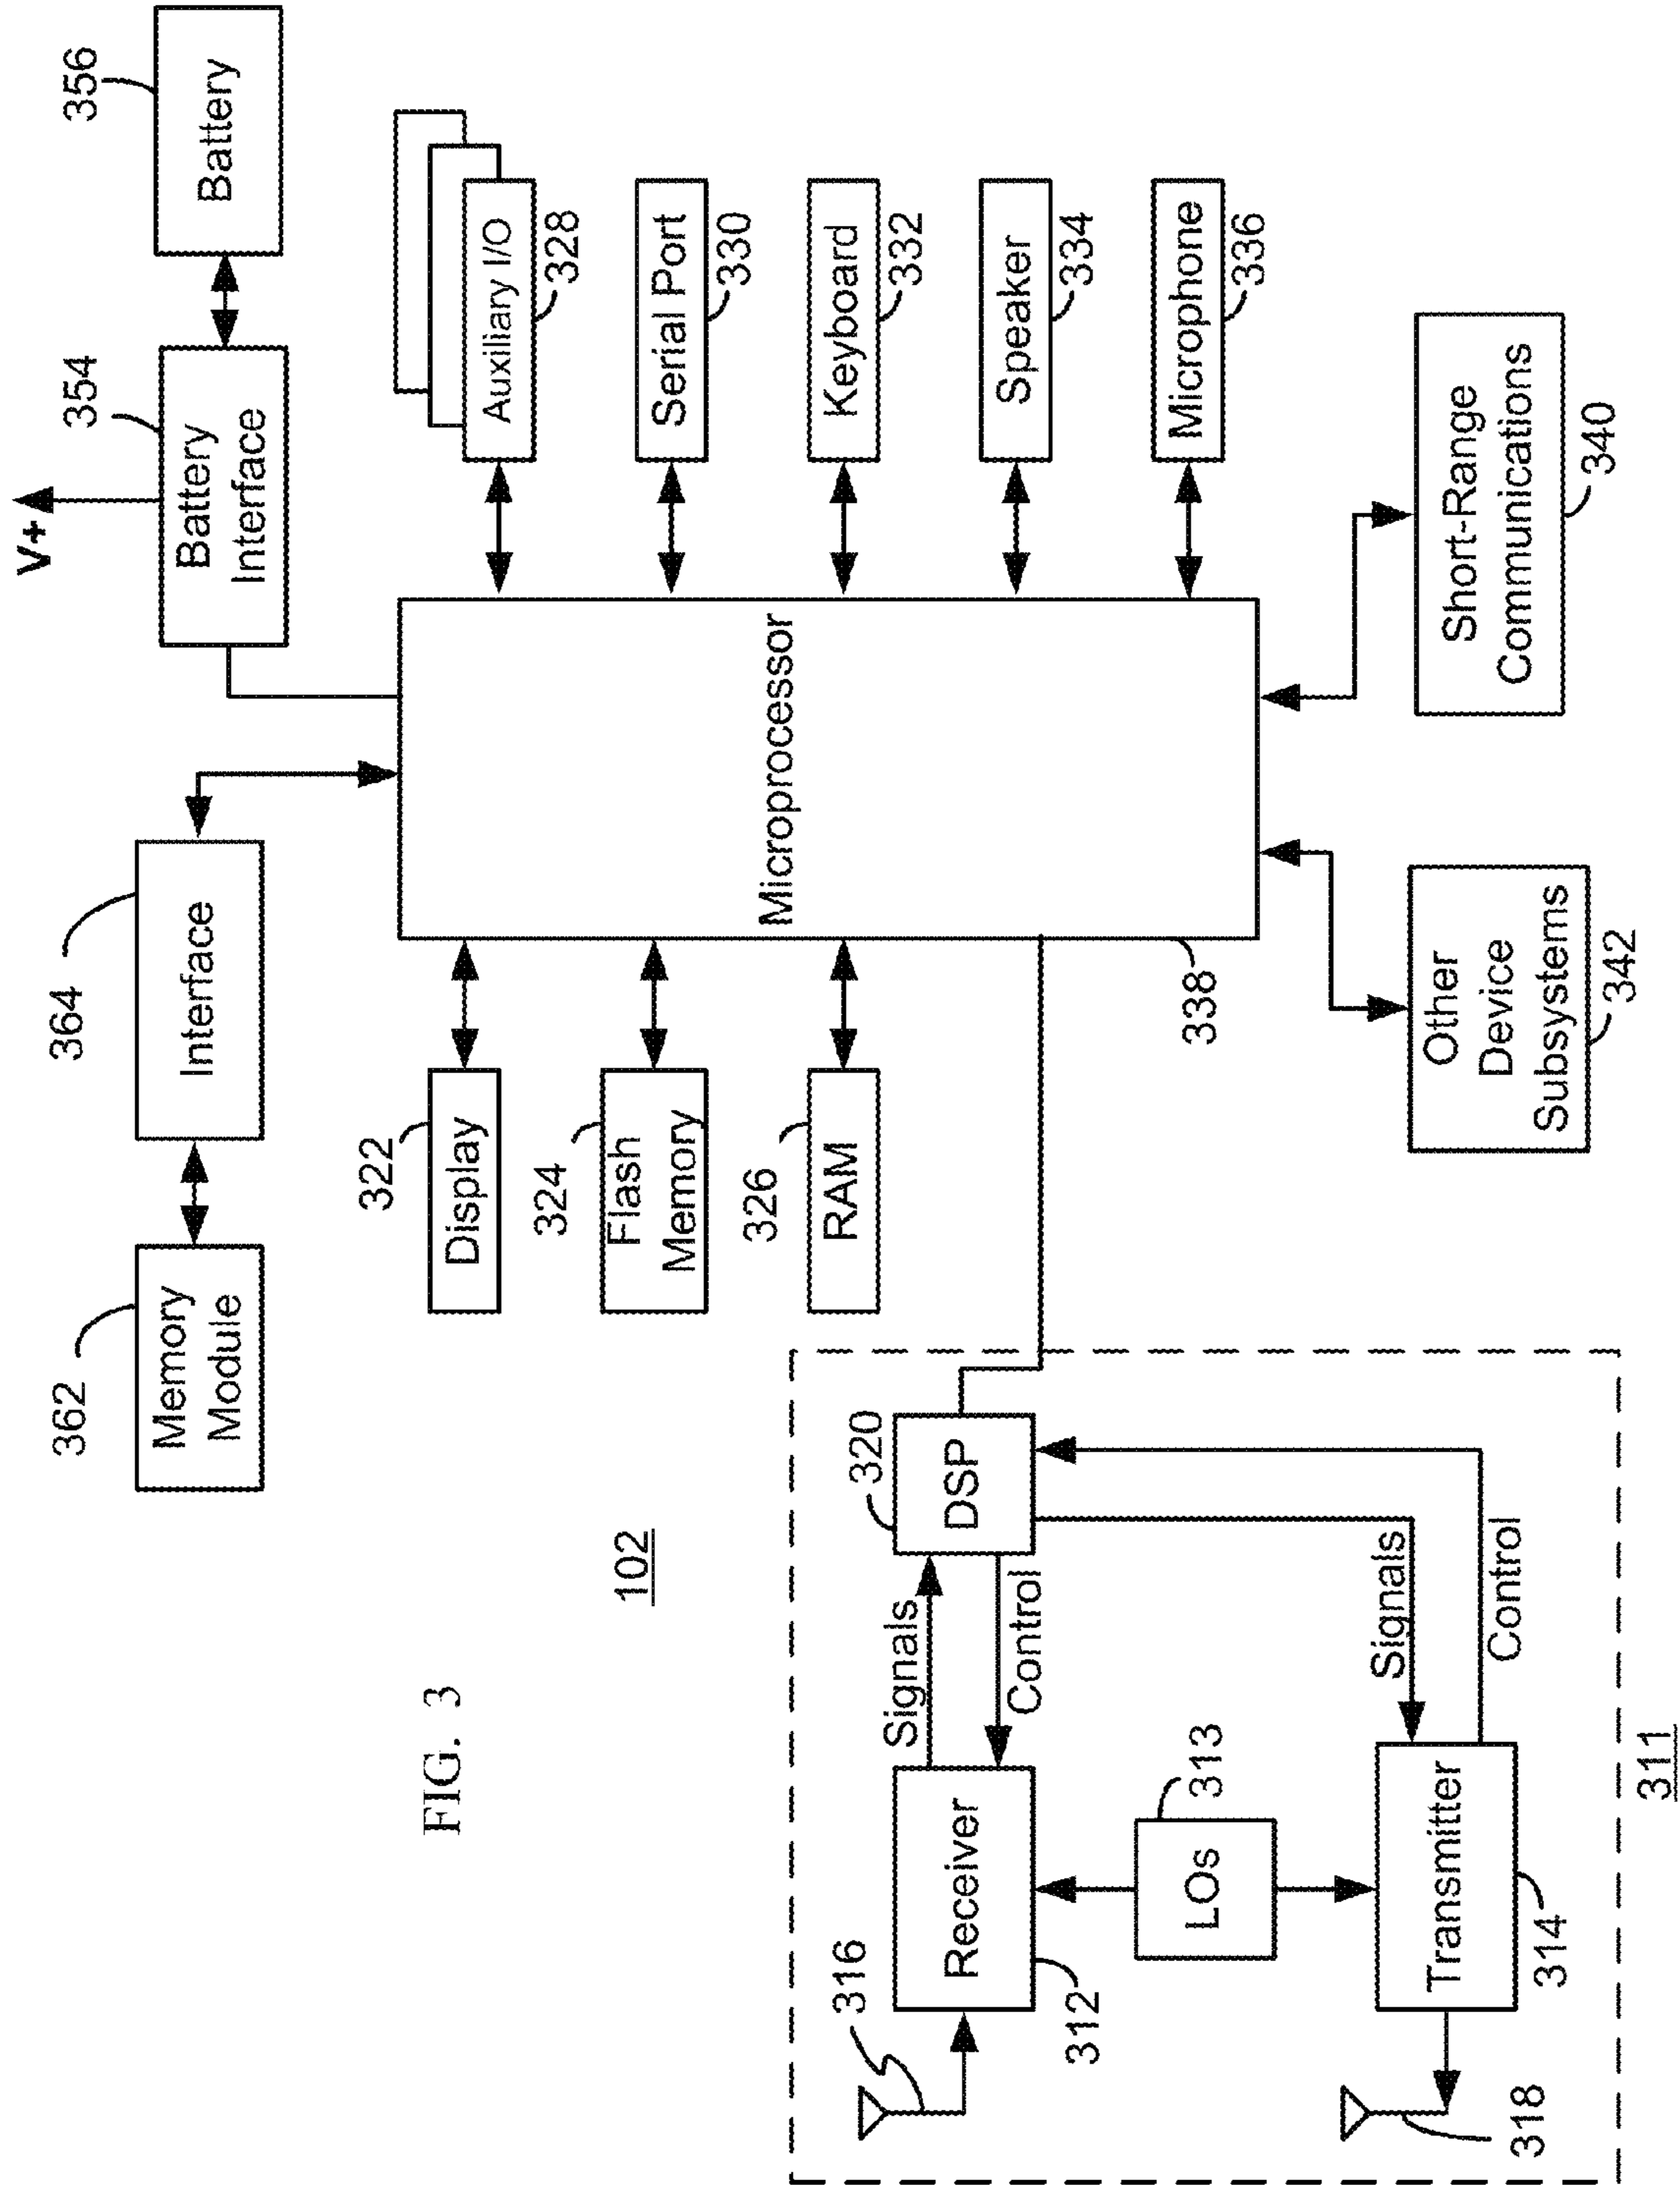 362
Memory
Module
364
Interface
V+
354
Battery
Interface
356
Battery
322
Display
324
Flash
Memory
326
RAM
Microprocessor
338
Auxiliary I/O
328
Serial Port
330
Keyboard
332
Speaker
334
Microphone
336
Short-Range
Communications
340
Other
Device
Subsystems
342
FIG. 3
102
316
Receiver
312
Signals
Control
320
DSP
313
LOs
Signals
Control
Transmitter
314
318
311